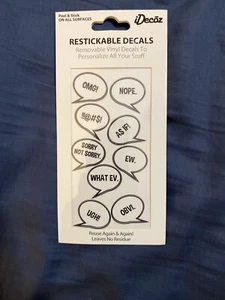 Peel & Stick
ON ALL SURFACES
iDecoz
RESTICKABLE DECALS
Removable Vinyl Decals To
Personalize All Your Stuff
OMG!
NOPE.
!@#$!
AS IF!
SORRY
NOT SORRY.
EW.
WHAT EV.
UGH!
OBVI.
Reuse Again & Again!
Leaves No Residue